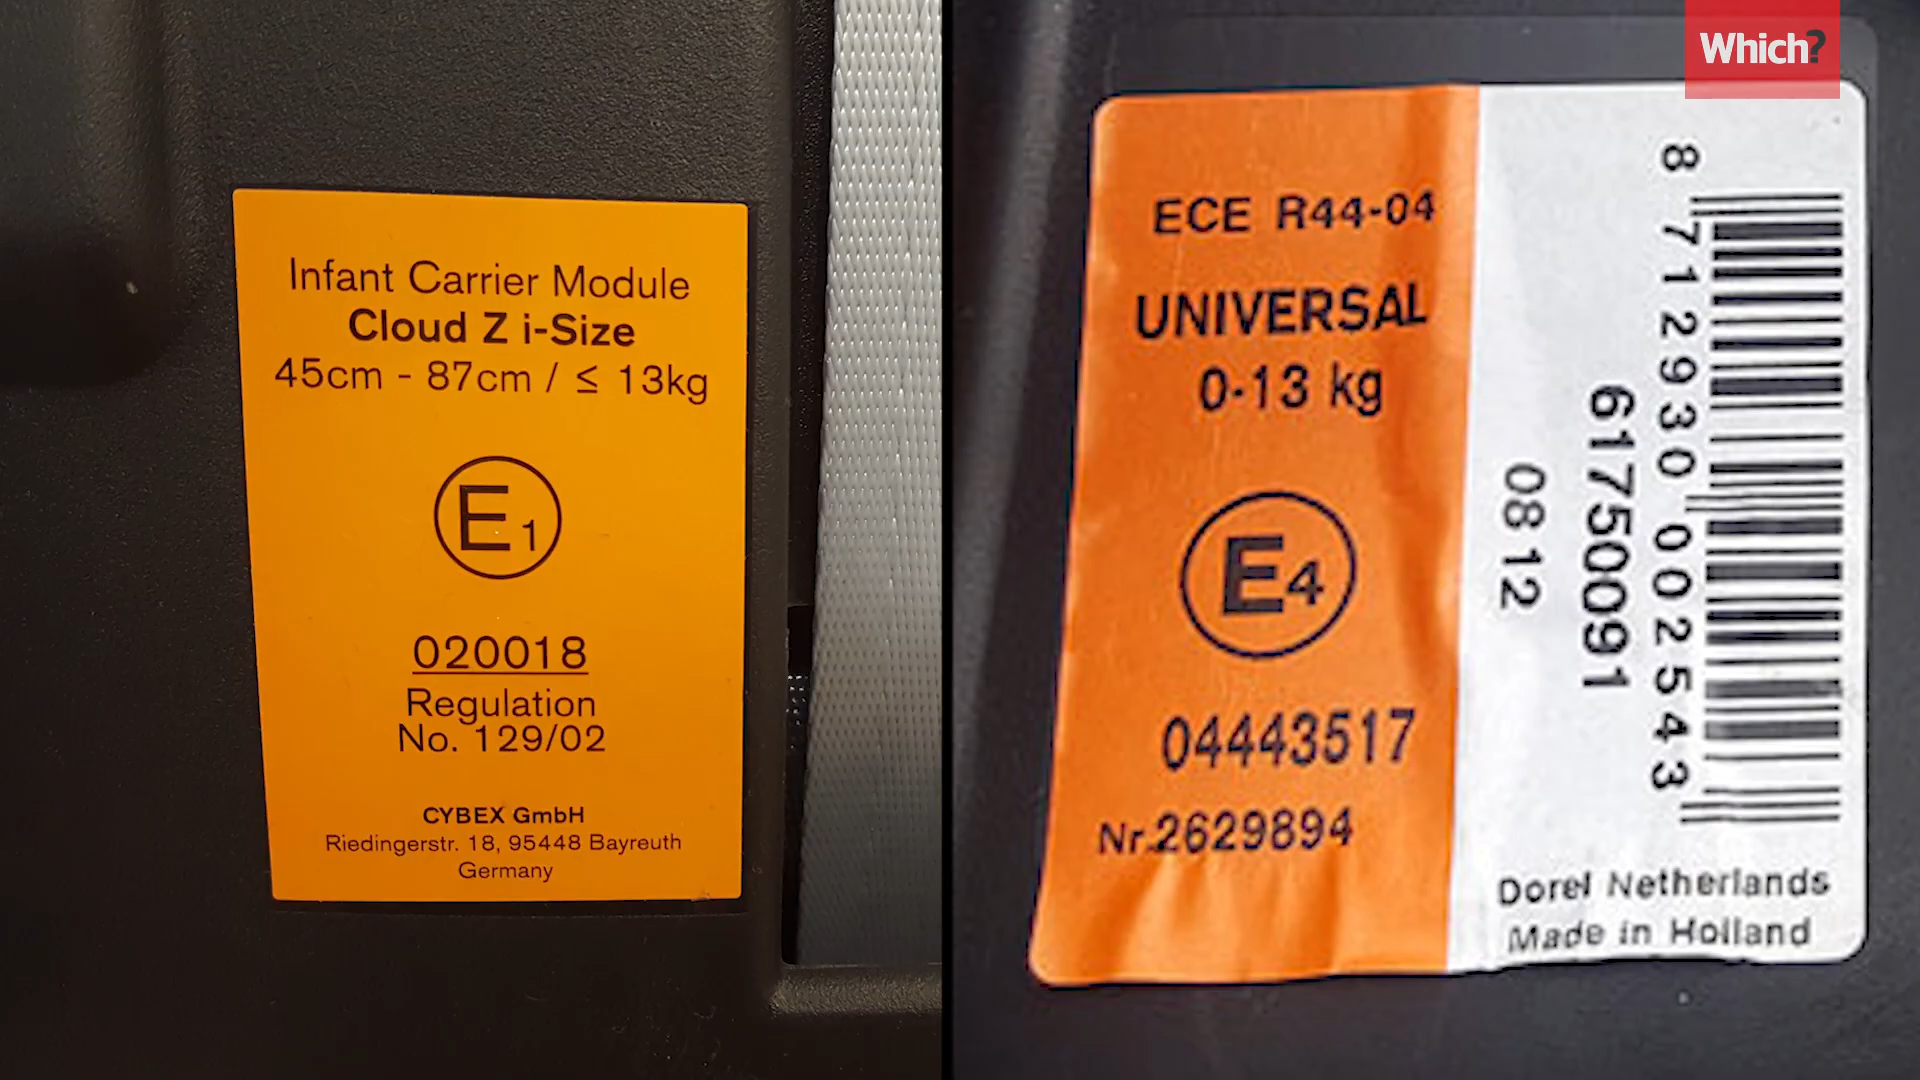 Infant Carrier Module
Cloud Z i-Size
45cm - 87cm / ≤ 13kg
E1
020018
Regulation
No. 129/02
CYBEX GmbH
Riedingerstr. 18, 95448 Bayreuth
Germany
Which?
ECE R44-04
UNIVERSAL
0-13 kg
E4
04443517
Nr.2629894
8 712930 002543
61750091
0812
Dorel Netherlands
Made in Holland